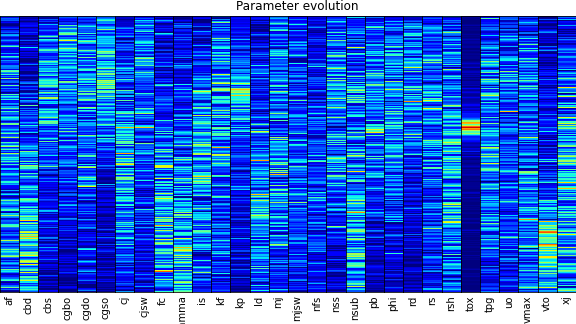 Parameter evolution
af cbd cbs cgbo cgdo cgso cj cjsw fc mma is kf kp ld mj mjsw nfs nss nsub pb phi rd rs rsh tox tpg uo vmax vto xj